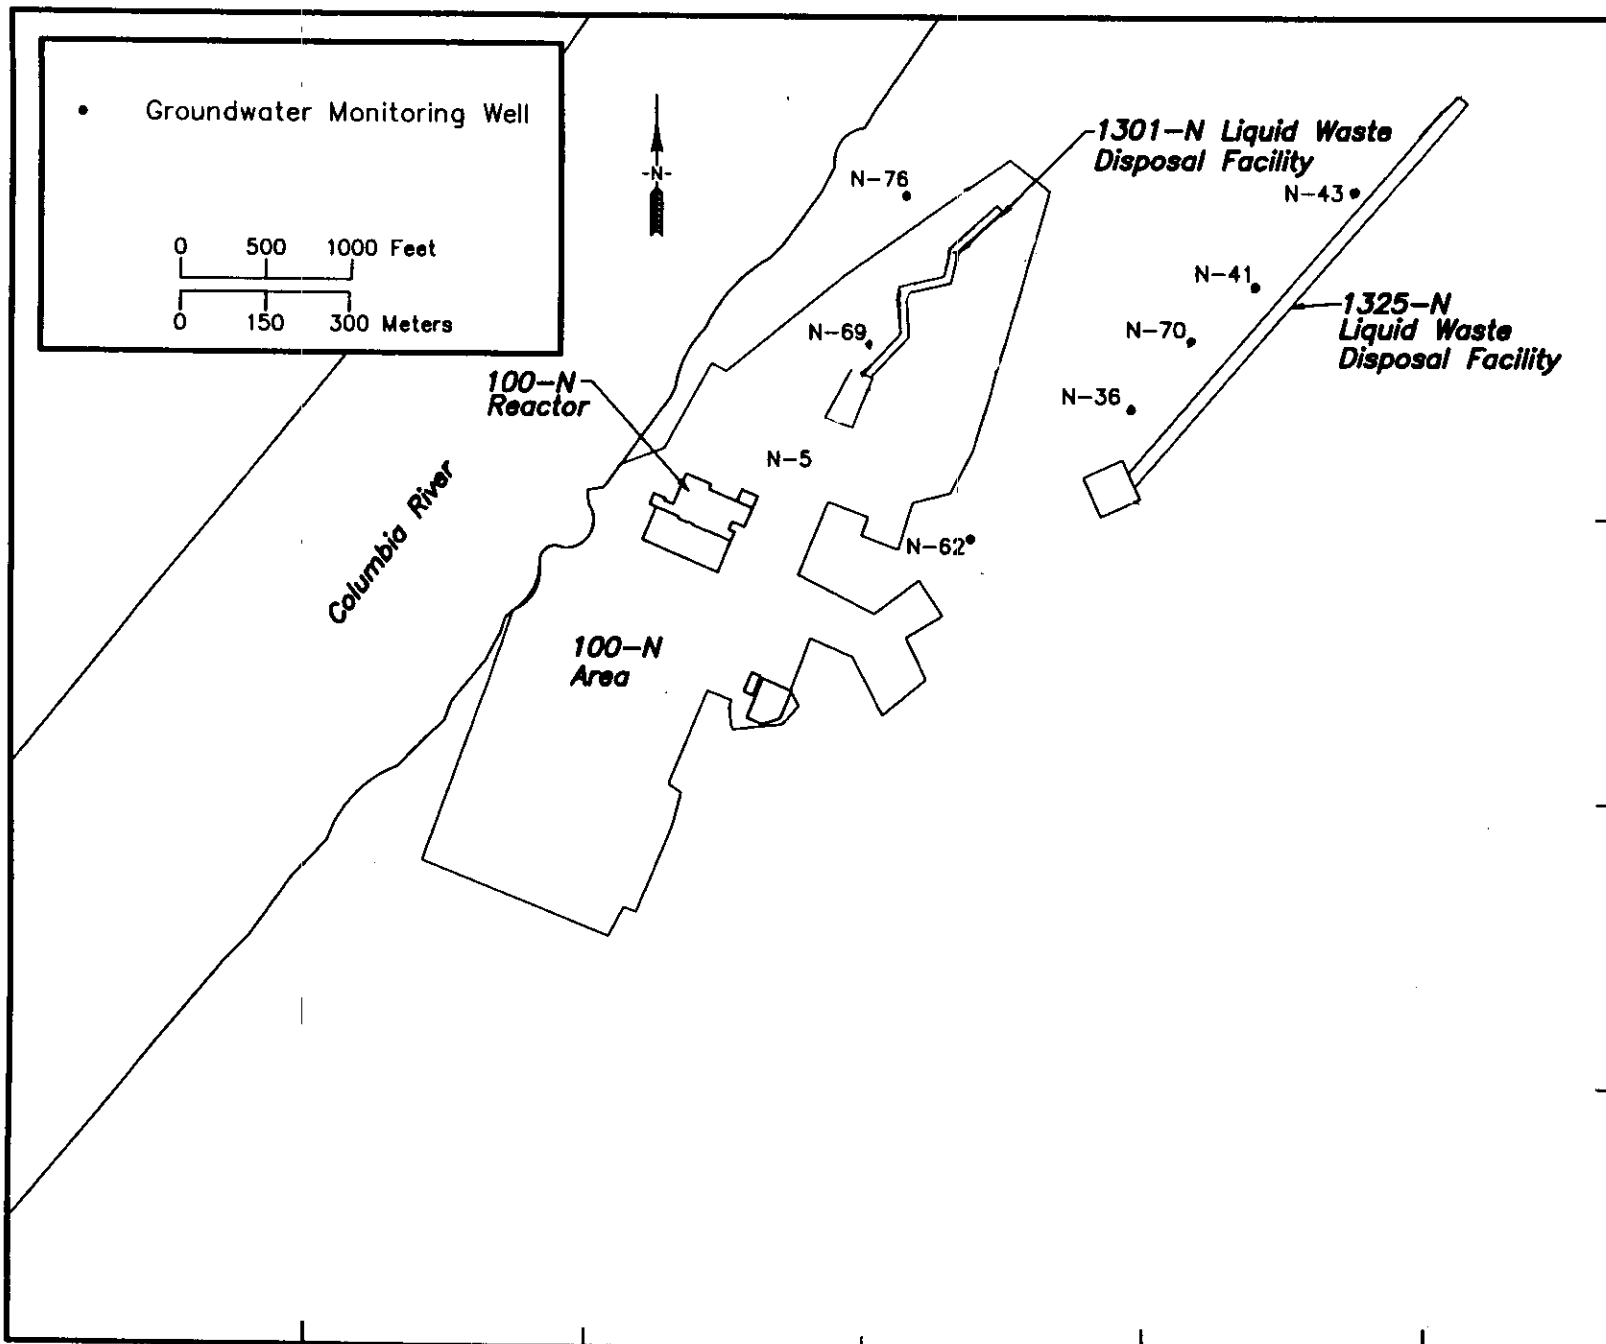 Groundwater Monitoring Well
0 500 1000 Feet
0 150 300 Meters
-N-
1301-N Liquid Waste
Disposal Facility
N-76
N-43
N-41
1325-N
Liquid Waste
Disposal Facility
N-69
N-70
N-36
100-N
Reactor
N-5
Columbia River
N-62
100-N
Area